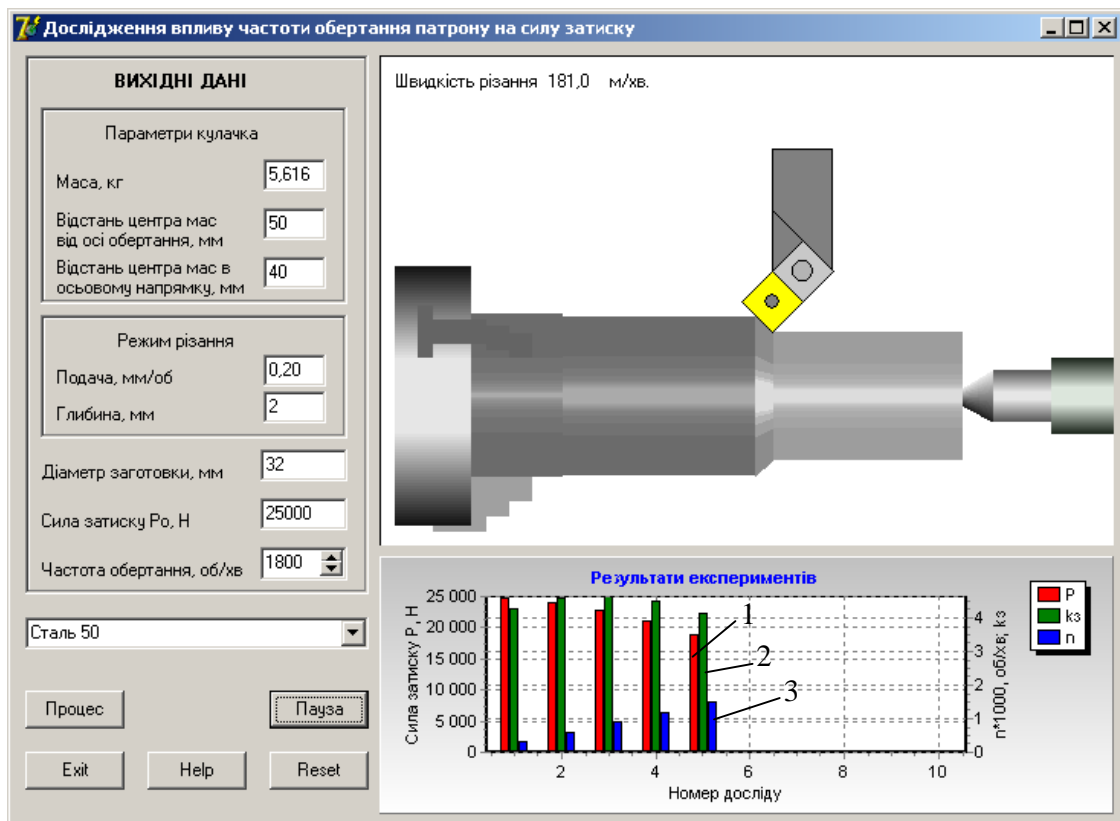 Дослідження впливу частоти обертання патрону на силу затиску
ВИХІДНІ ДАНІ
Параметри кулачка
Маса, кг 5,616
Відстань центра мас
від осі обертання, мм 50
Відстань центра мас в
осьовому напрямку, мм 40
Режим різання
Подача, мм/об 0,20
Глибина, мм 2
Діаметр заготовки, мм 32
Сила затиску Ро, Н 25000
Частота обертання, об/хв 1800
Сталь 50
Процес Пауза
Exit Help Reset
Швидкість різання 181,0 м/хв.
Результати експериментів
Сила затиску Р, Н
25 000
20 000
15 000
10 000
5 000
0
1
2
3
2 4 6 8 10
Номер досліду
4
3
2
1
0
n*1000, об/хв; kз
P
kз
n